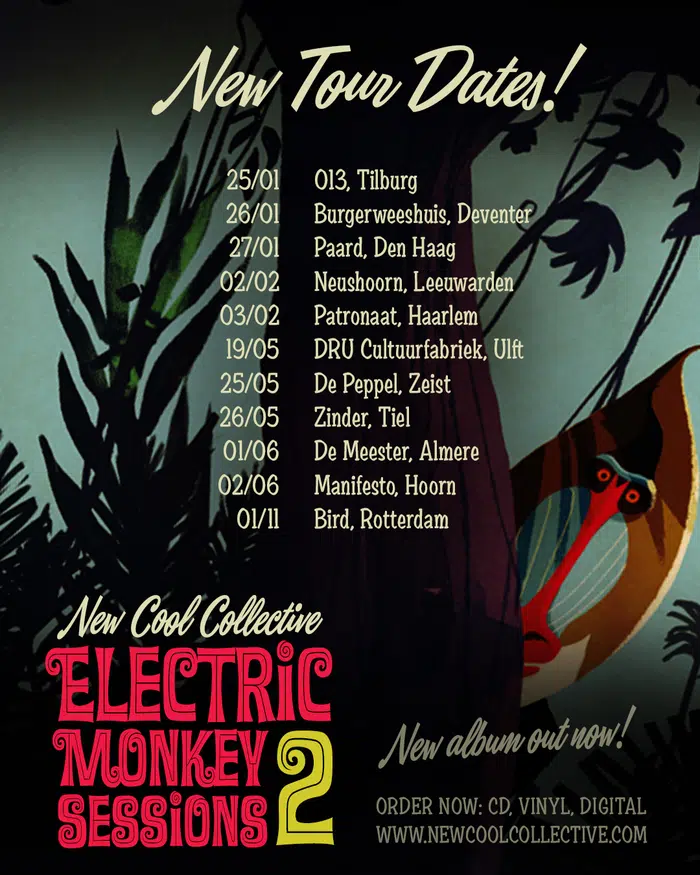 New Tour Dates!
25/01 013, Tilburg
26/01 Burgerweeshuis, Deventer
27/01 Paard, Den Haag
02/02 Neushoorn, Leeuwarden
03/02 Patronaat, Haarlem
19/05 DRU Cultuurfabriek, Ulft
25/05 De Peppel, Zeist
26/05 Zinder, Tiel
01/06 De Meester, Almere
02/06 Manifesto, Hoorn
01/11 Bird, Rotterdam
New Cool Collective
ELECTRiC
MONKEY
SESSiONS 2
New album out now!
ORDER NOW: CD, VINYL, DIGITAL
WWW.NEWCOOLCOLLECTIVE.COM